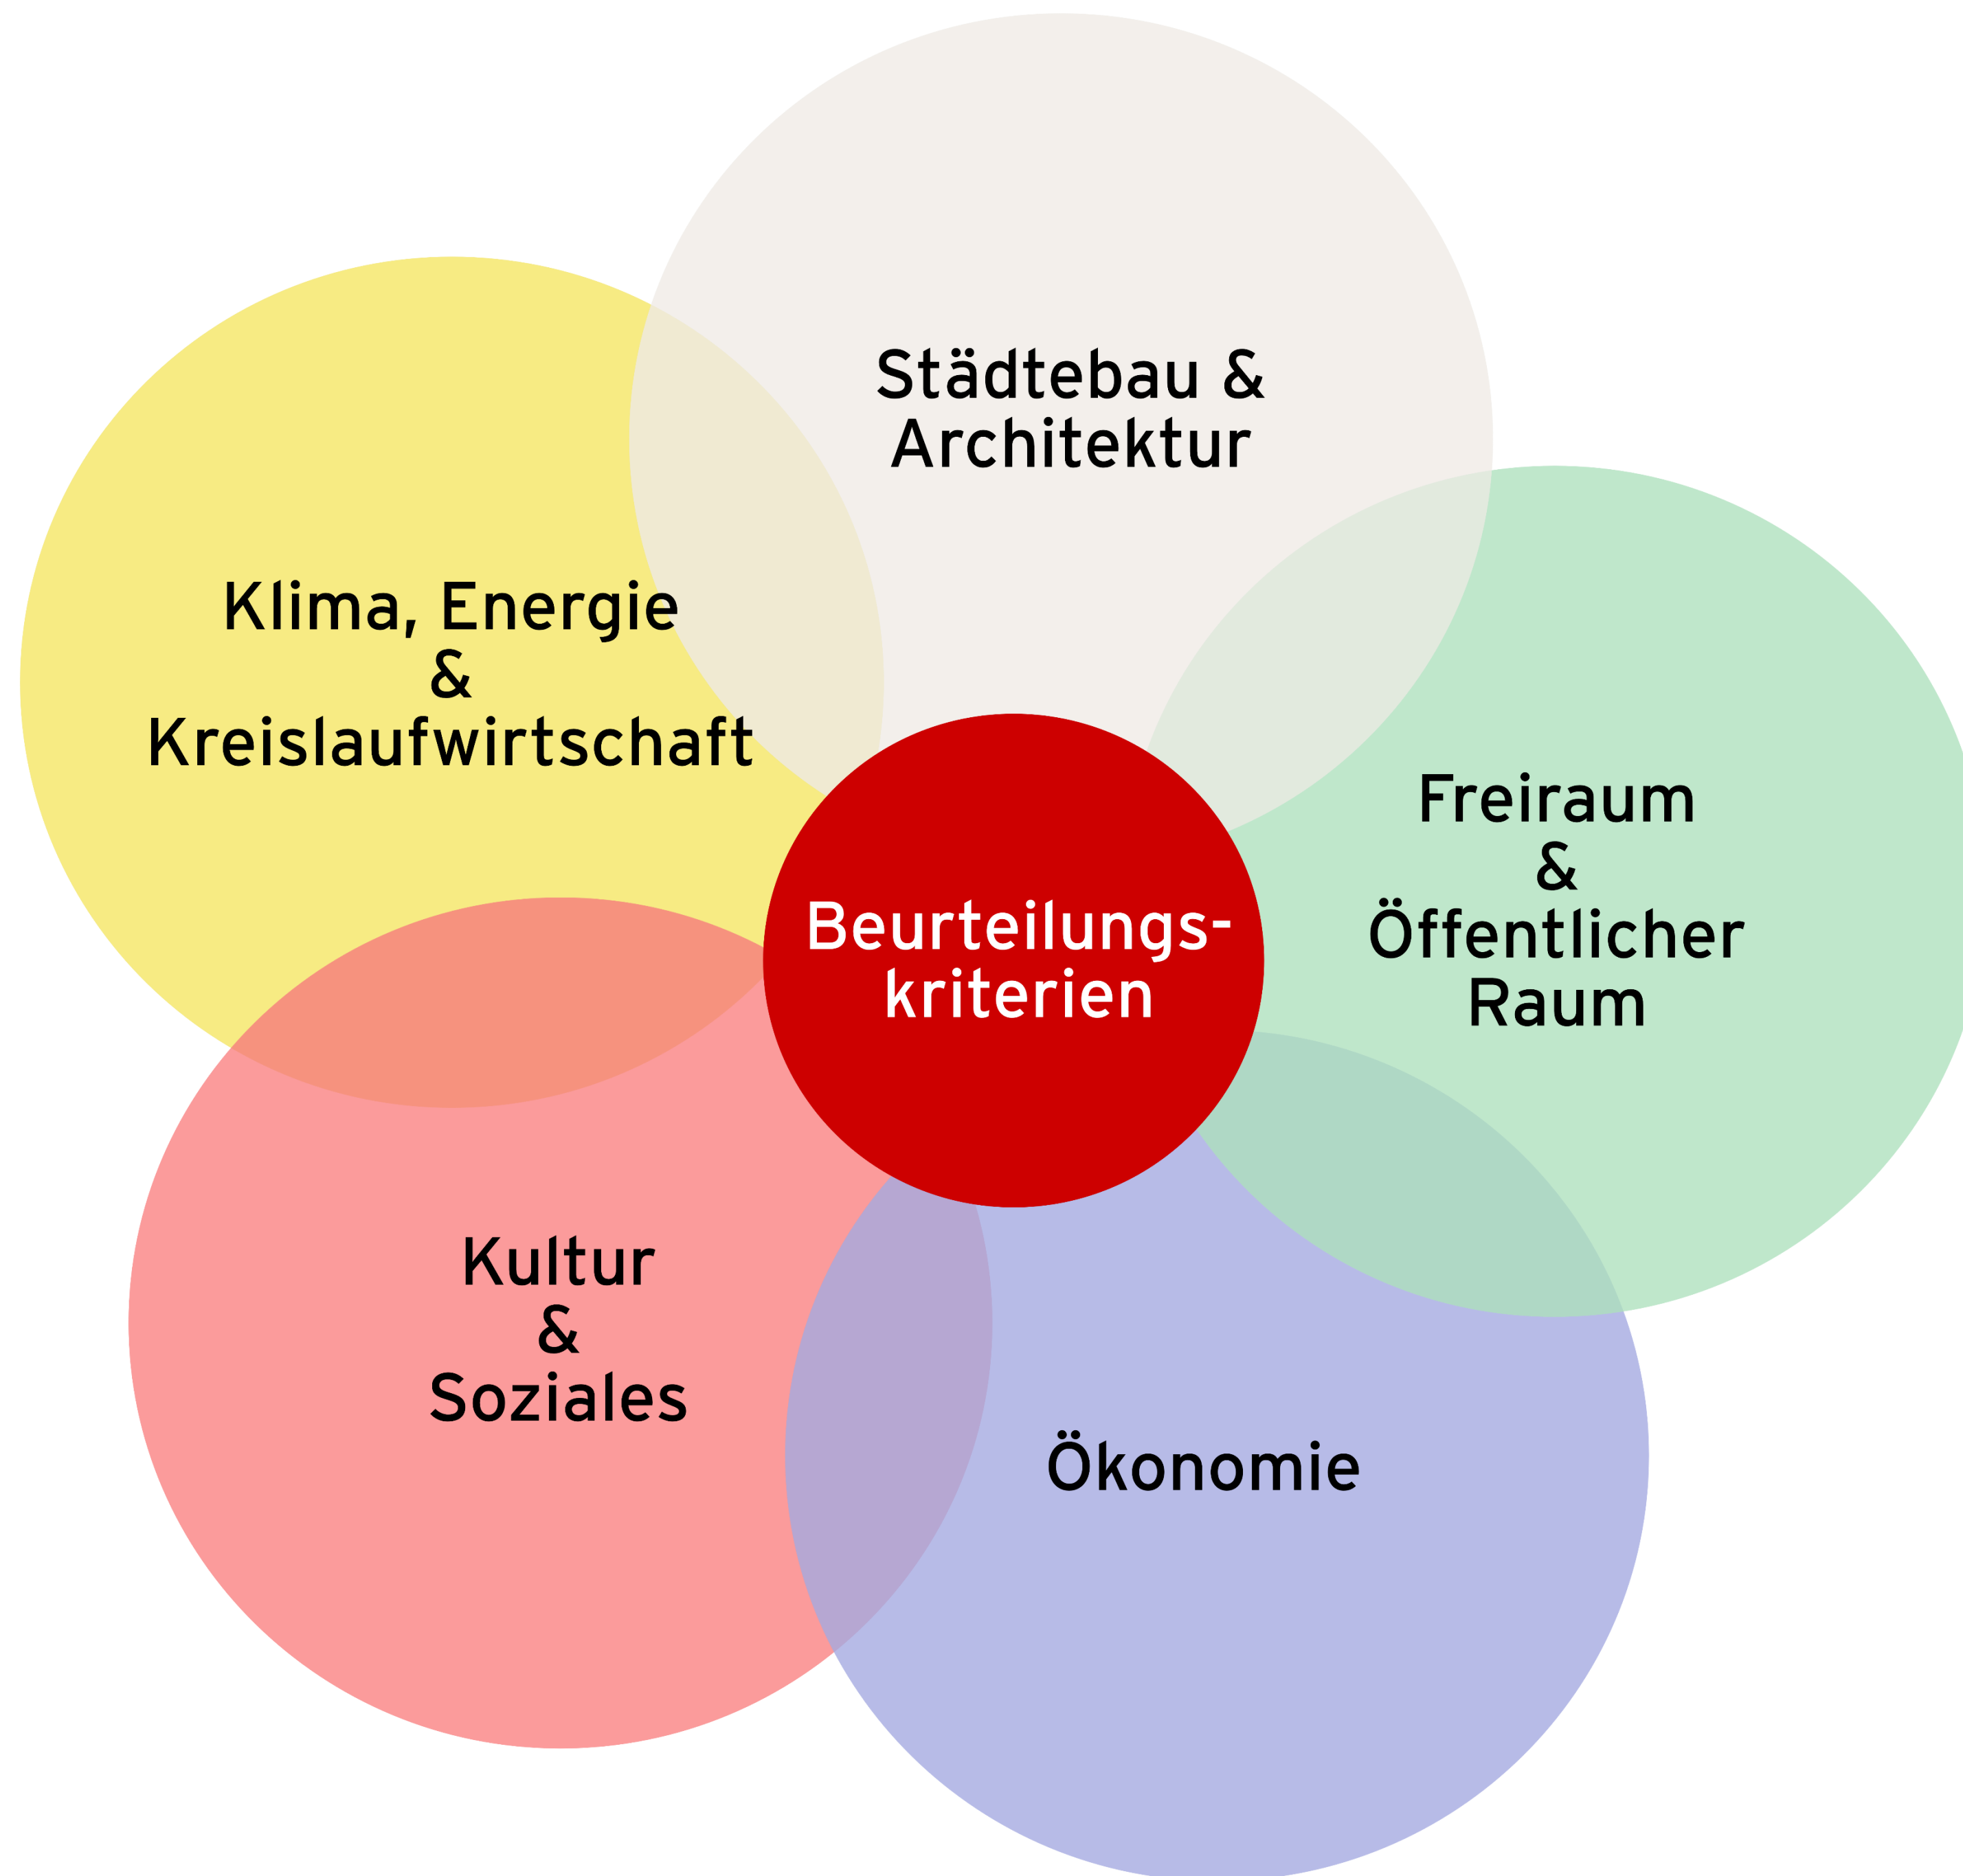 Städtebau &
Architektur
Klima, Energie
&
Kreislaufwirtschaft
Freiraum
&
Öffentlicher
Raum
Beurteilungs-
kriterien
Kultur
&
Soziales
Ökonomie